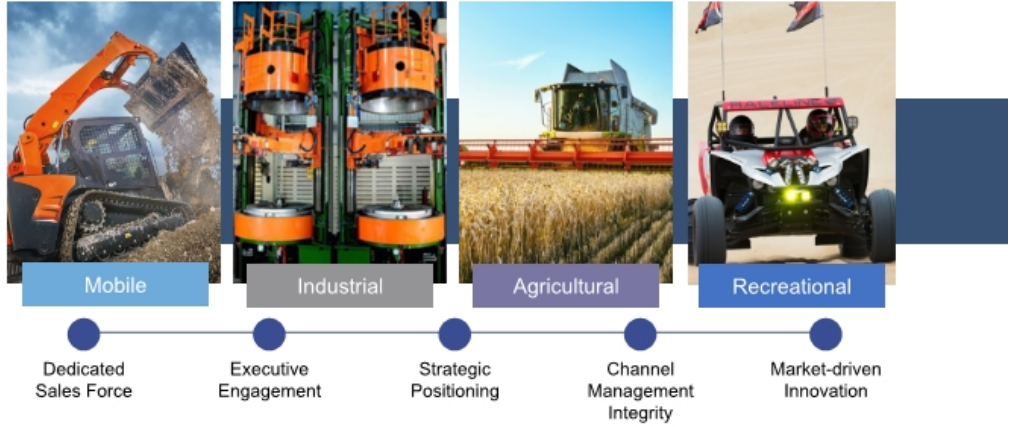 Mobile
Industrial
Agricultural
Recreational
Dedicated
Sales Force
Executive
Engagement
Strategic
Positioning
Channel
Management
Integrity
Market-driven
Innovation